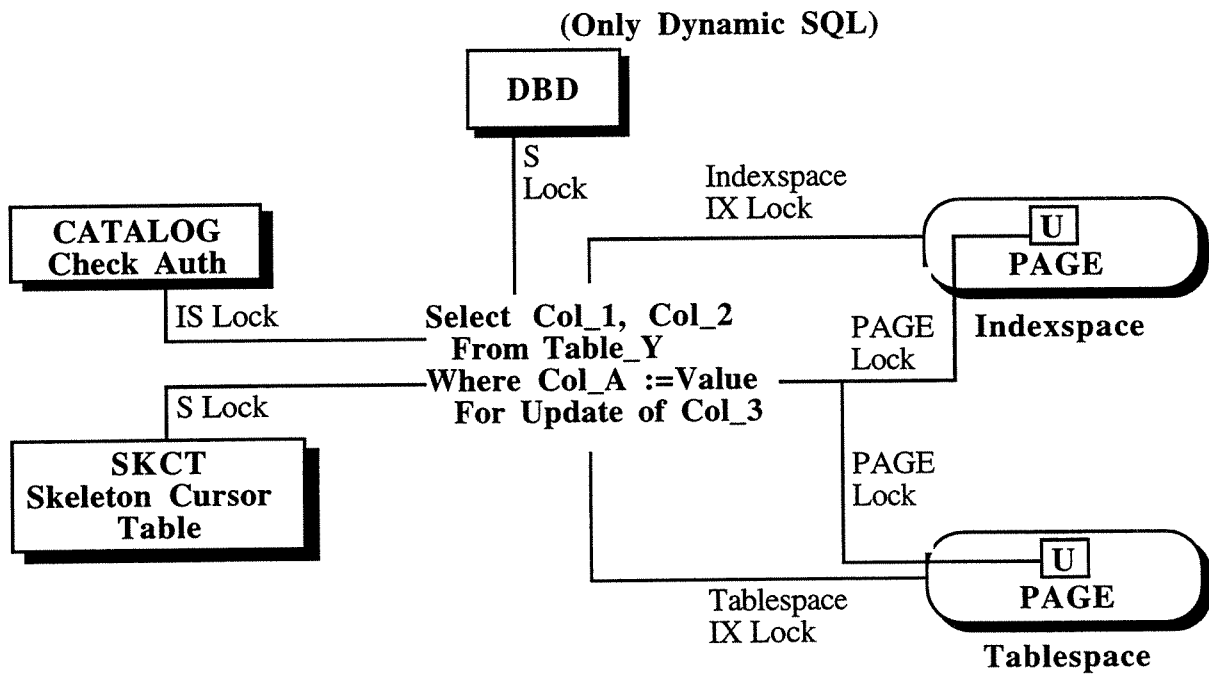 (Only Dynamic SQL)
DBD
S
Lock
Indexspace
IX Lock
U
PAGE
Indexspace
CATALOG
Check Auth
IS Lock
Select Col_1, Col_2
From Table_Y
Where Col_A :=Value
For Update of Col_3
PAGE
Lock
S Lock
SKCT
Skeleton Cursor
Table
PAGE
Lock
U
PAGE
Tablespace
IX Lock
Tablespace